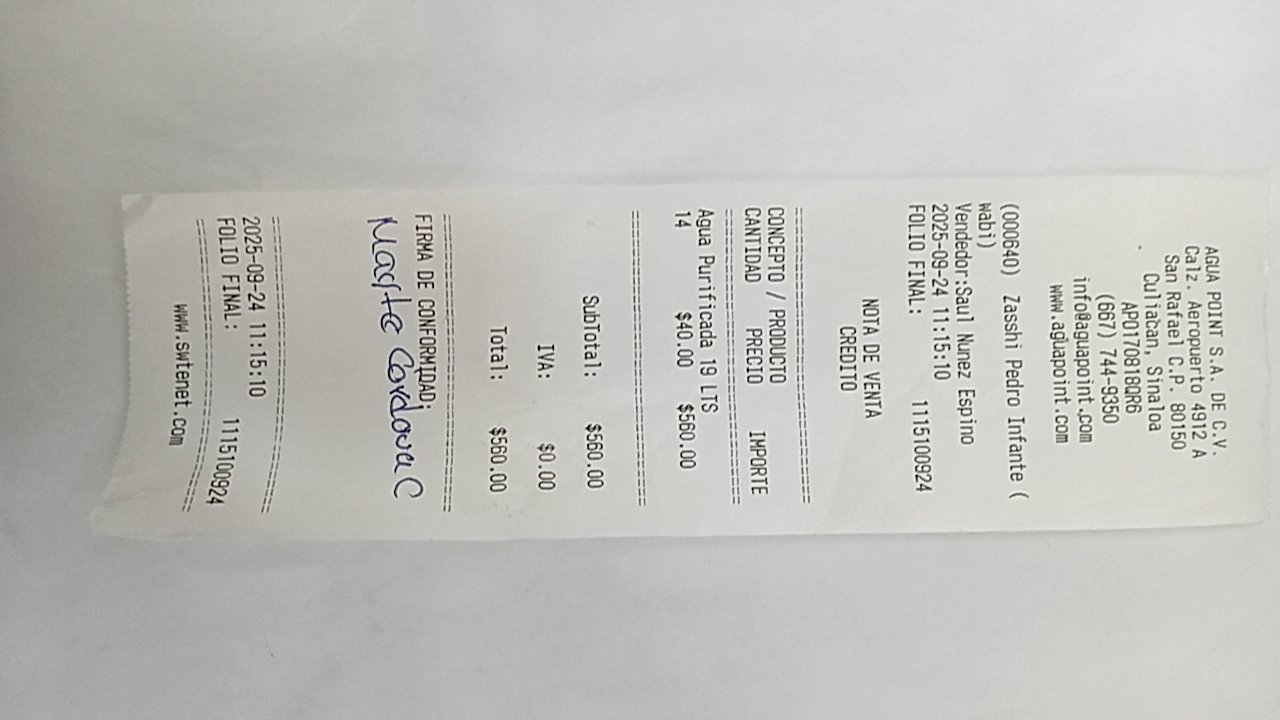 AGUA POINT S.A. DE C.V.
Calz. Aeropuerto 4912 A
San Rafael C.P. 80150
Culiacan, Sinaloa
APO170818QR6
(667) 744-9350
info@aguapoint.com
www.aguapoint.com
(000640) Zasshi Pedro Infante (
wabi)
Vendedor:Saul Nunez Espino
2025-09-24 11:15:10
FOLIO FINAL: 1115100924
NOTA DE VENTA
CREDITO
CONCEPTO / PRODUCTO
CANTIDAD PRECIO IMPORTE
Agua Purificada 19 LTS
14 $40.00 $560.00
SubTotal: $560.00
IVA: $0.00
Total: $560.00
FIRMA DE CONFORMIDAD:
Mayte Cordova C
2025-09-24 11:15:10
FOLIO FINAL: 1115100924
www.swtenet.com